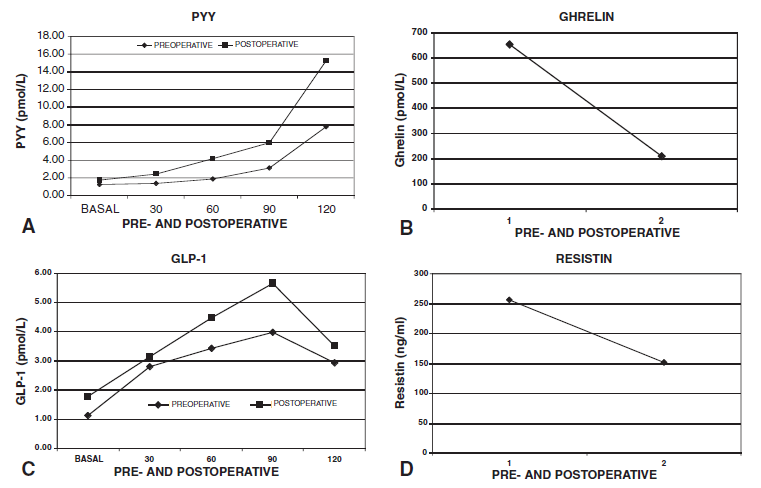 PYY
18.00
16.00
14.00
12.00
10.00
8.00
6.00
4.00
2.00
0.00
PYY (pmol/L)
PREOPERATIVE POSTOPERATIVE
BASAL 30 60 90 120
PRE- AND POSTOPERATIVE
A
GHRELIN
700
600
500
400
300
200
100
0
Ghrelin (pmol/L)
1 2
PRE- AND POSTOPERATIVE
B
GLP-1
6.00
5.00
4.00
3.00
2.00
1.00
0.00
GLP-1 (pmol/L)
PREOPERATIVE POSTOPERATIVE
BASAL 30 60 90 120
PRE- AND POSTOPERATIVE
C
RESISTIN
300
250
200
150
100
50
0
Resistin (ng/ml)
1 2
PRE- AND POSTOPERATIVE
D